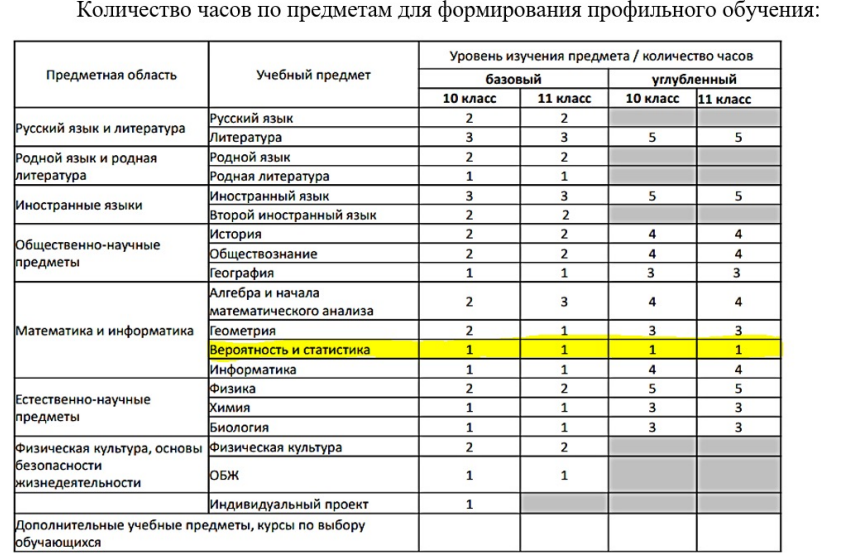 Количество часов по предметам для формирования профильного обучения:
Предметная область Учебный предмет Уровень изучения предмета / количество часов
базовый углубленный
10 класс 11 класс 10 класс 11 класс
Русский язык и литература
Русский язык 2 2
Литература 3 3 5 5
Родной язык и родная
литература
Родной язык 2 2
Родная литература 1 1
Иностранные языки
Иностранный язык 3 3 5 5
Второй иностранный язык 2 2
Общественно-научные
предметы
История 2 2 4 4
Обществознание 2 2 4 4
География 1 1 3 3
Математика и информатика
Алгебра и начала
математического анализа 2 3 4 4
Геометрия 2 1 3 3
Вероятность и статистика 1 1 1 1
Информатика 1 1 4 4
Естественно-научные
предметы
Физика 2 2 5 5
Химия 1 1 3 3
Биология 1 1 3 3
Физическая культура, основы
безопасности
жизнедеятельности
Физическая культура 2 2
ОБЖ 1 1
Индивидуальный проект 1
Дополнительные учебные предметы, курсы по выбору
обучающихся